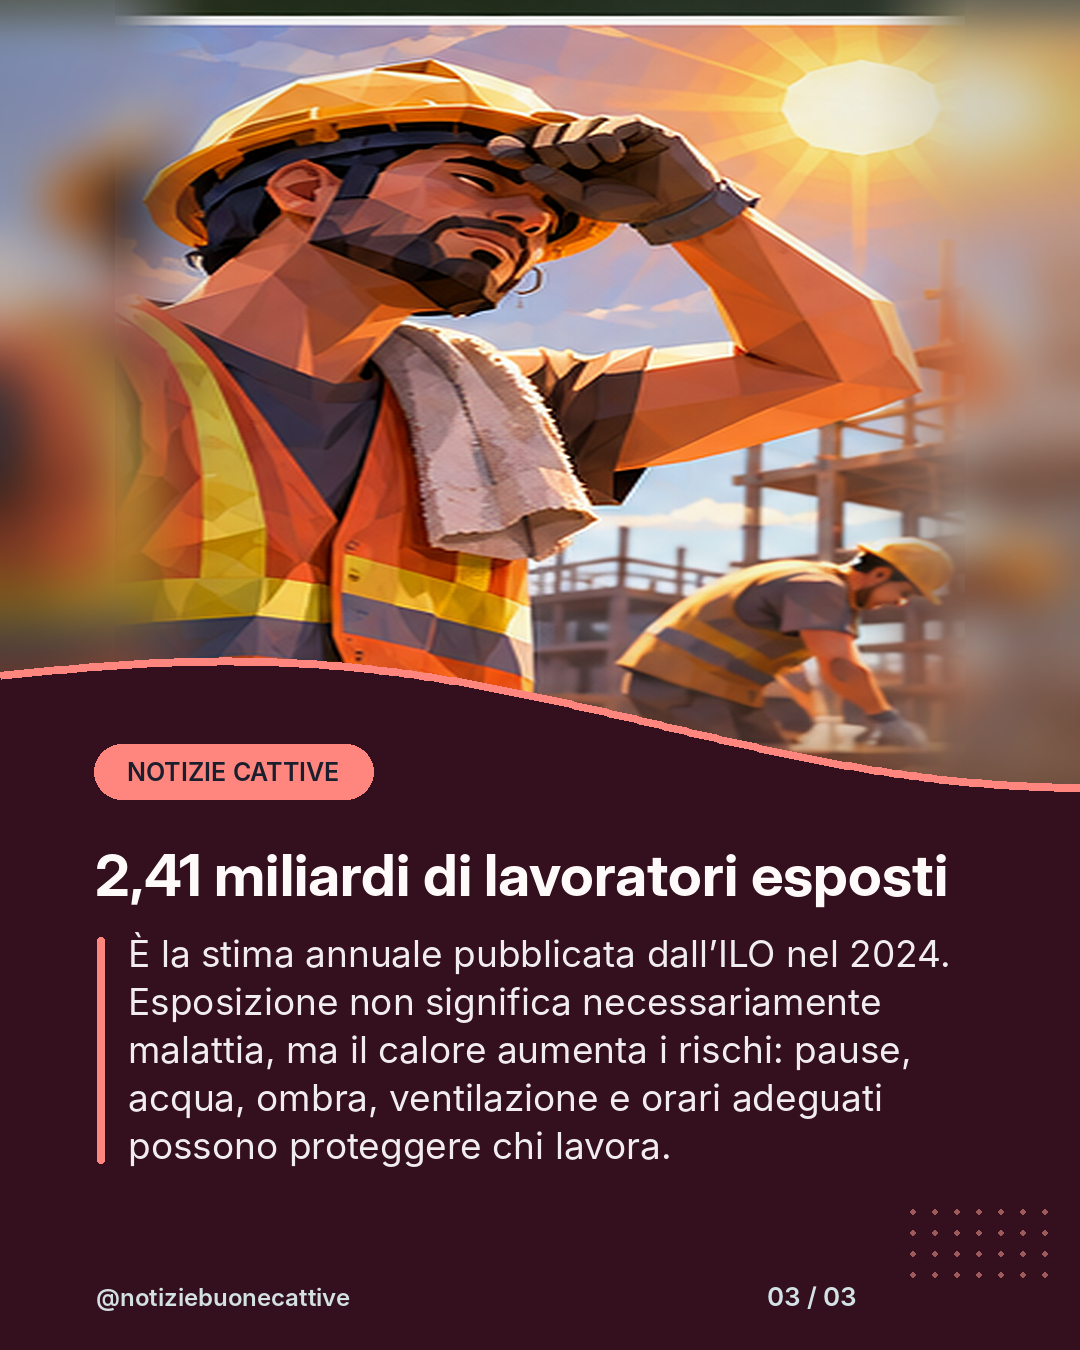 NOTIZIE CATTIVE
2,41 miliardi di lavoratori esposti
È la stima annuale pubblicata dall’ILO nel 2024.
Esposizione non significa necessariamente
malattia, ma il calore aumenta i rischi: pause,
acqua, ombra, ventilazione e orari adeguati
possono proteggere chi lavora.
@notiziebuonecattive
03 / 03